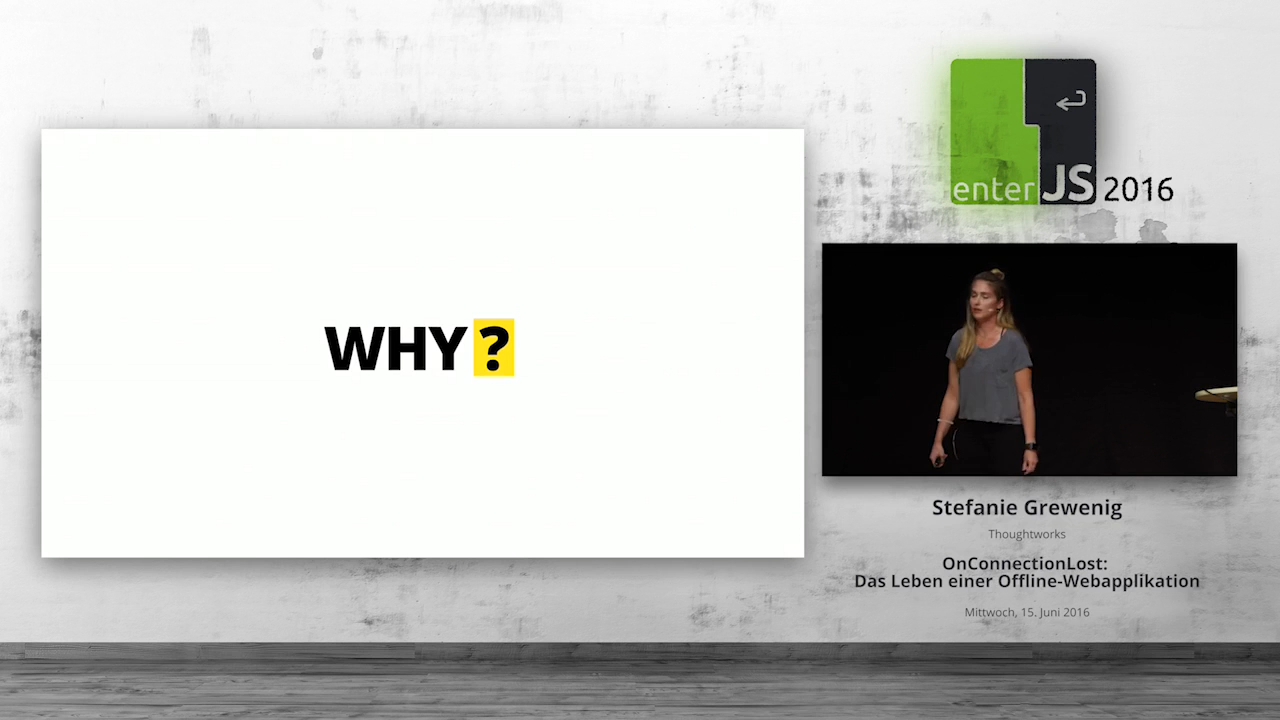 WHY ?
enter JS 2016
Stefanie Grewenig
Thoughtworks
OnConnectionLost:
Das Leben einer Offline-Webapplikation
Mittwoch, 15. Juni 2016